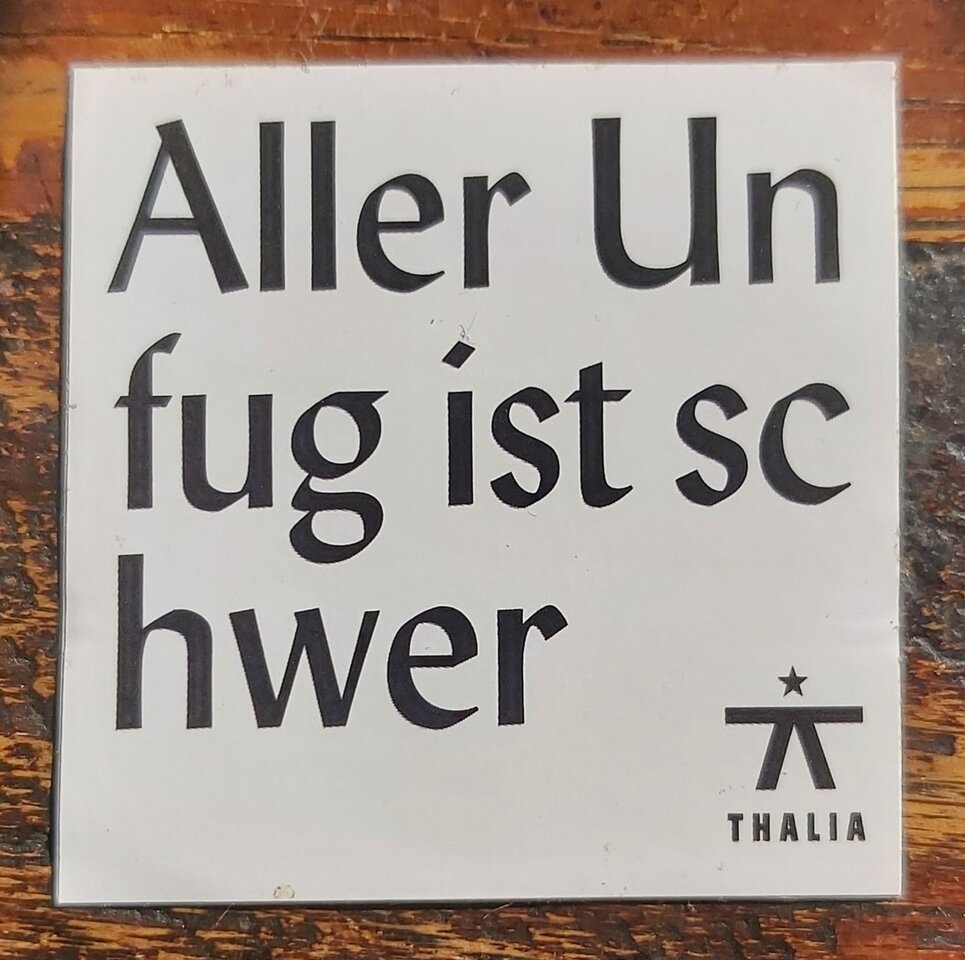 Aller Un
fug ist sc
hwer
THALIA